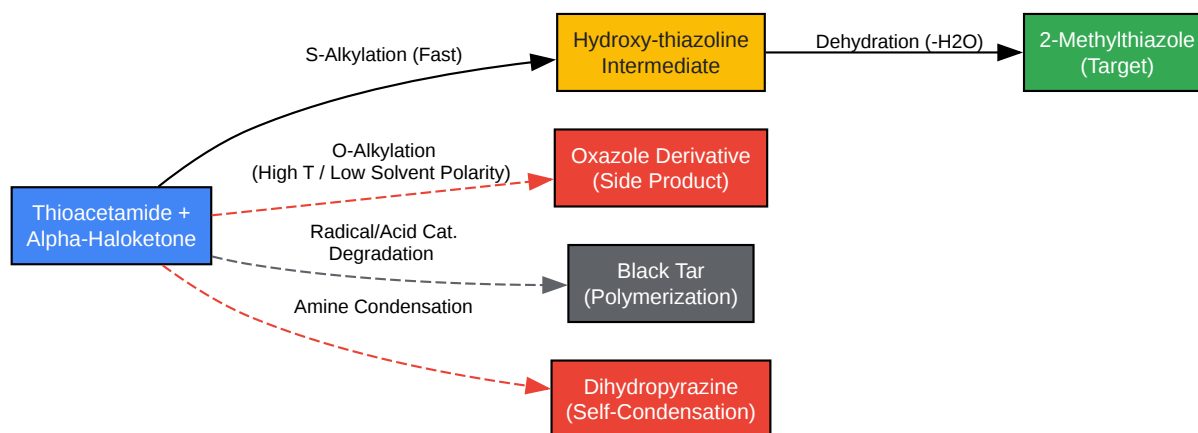 S-Alkylation (Fast)
Hydroxy-thiazoline
Intermediate
Dehydration (-H2O)
2-Methylthiazole
(Target)
O-Alkylation
(High T / Low Solvent Polarity)
Oxazole Derivative
(Side Product)
Thioacetamide +
Alpha-Haloketone
Radical/Acid Cat.
Degradation
Black Tar
(Polymerization)
Amine Condensation
Dihydropyrazine
(Self-Condensation)